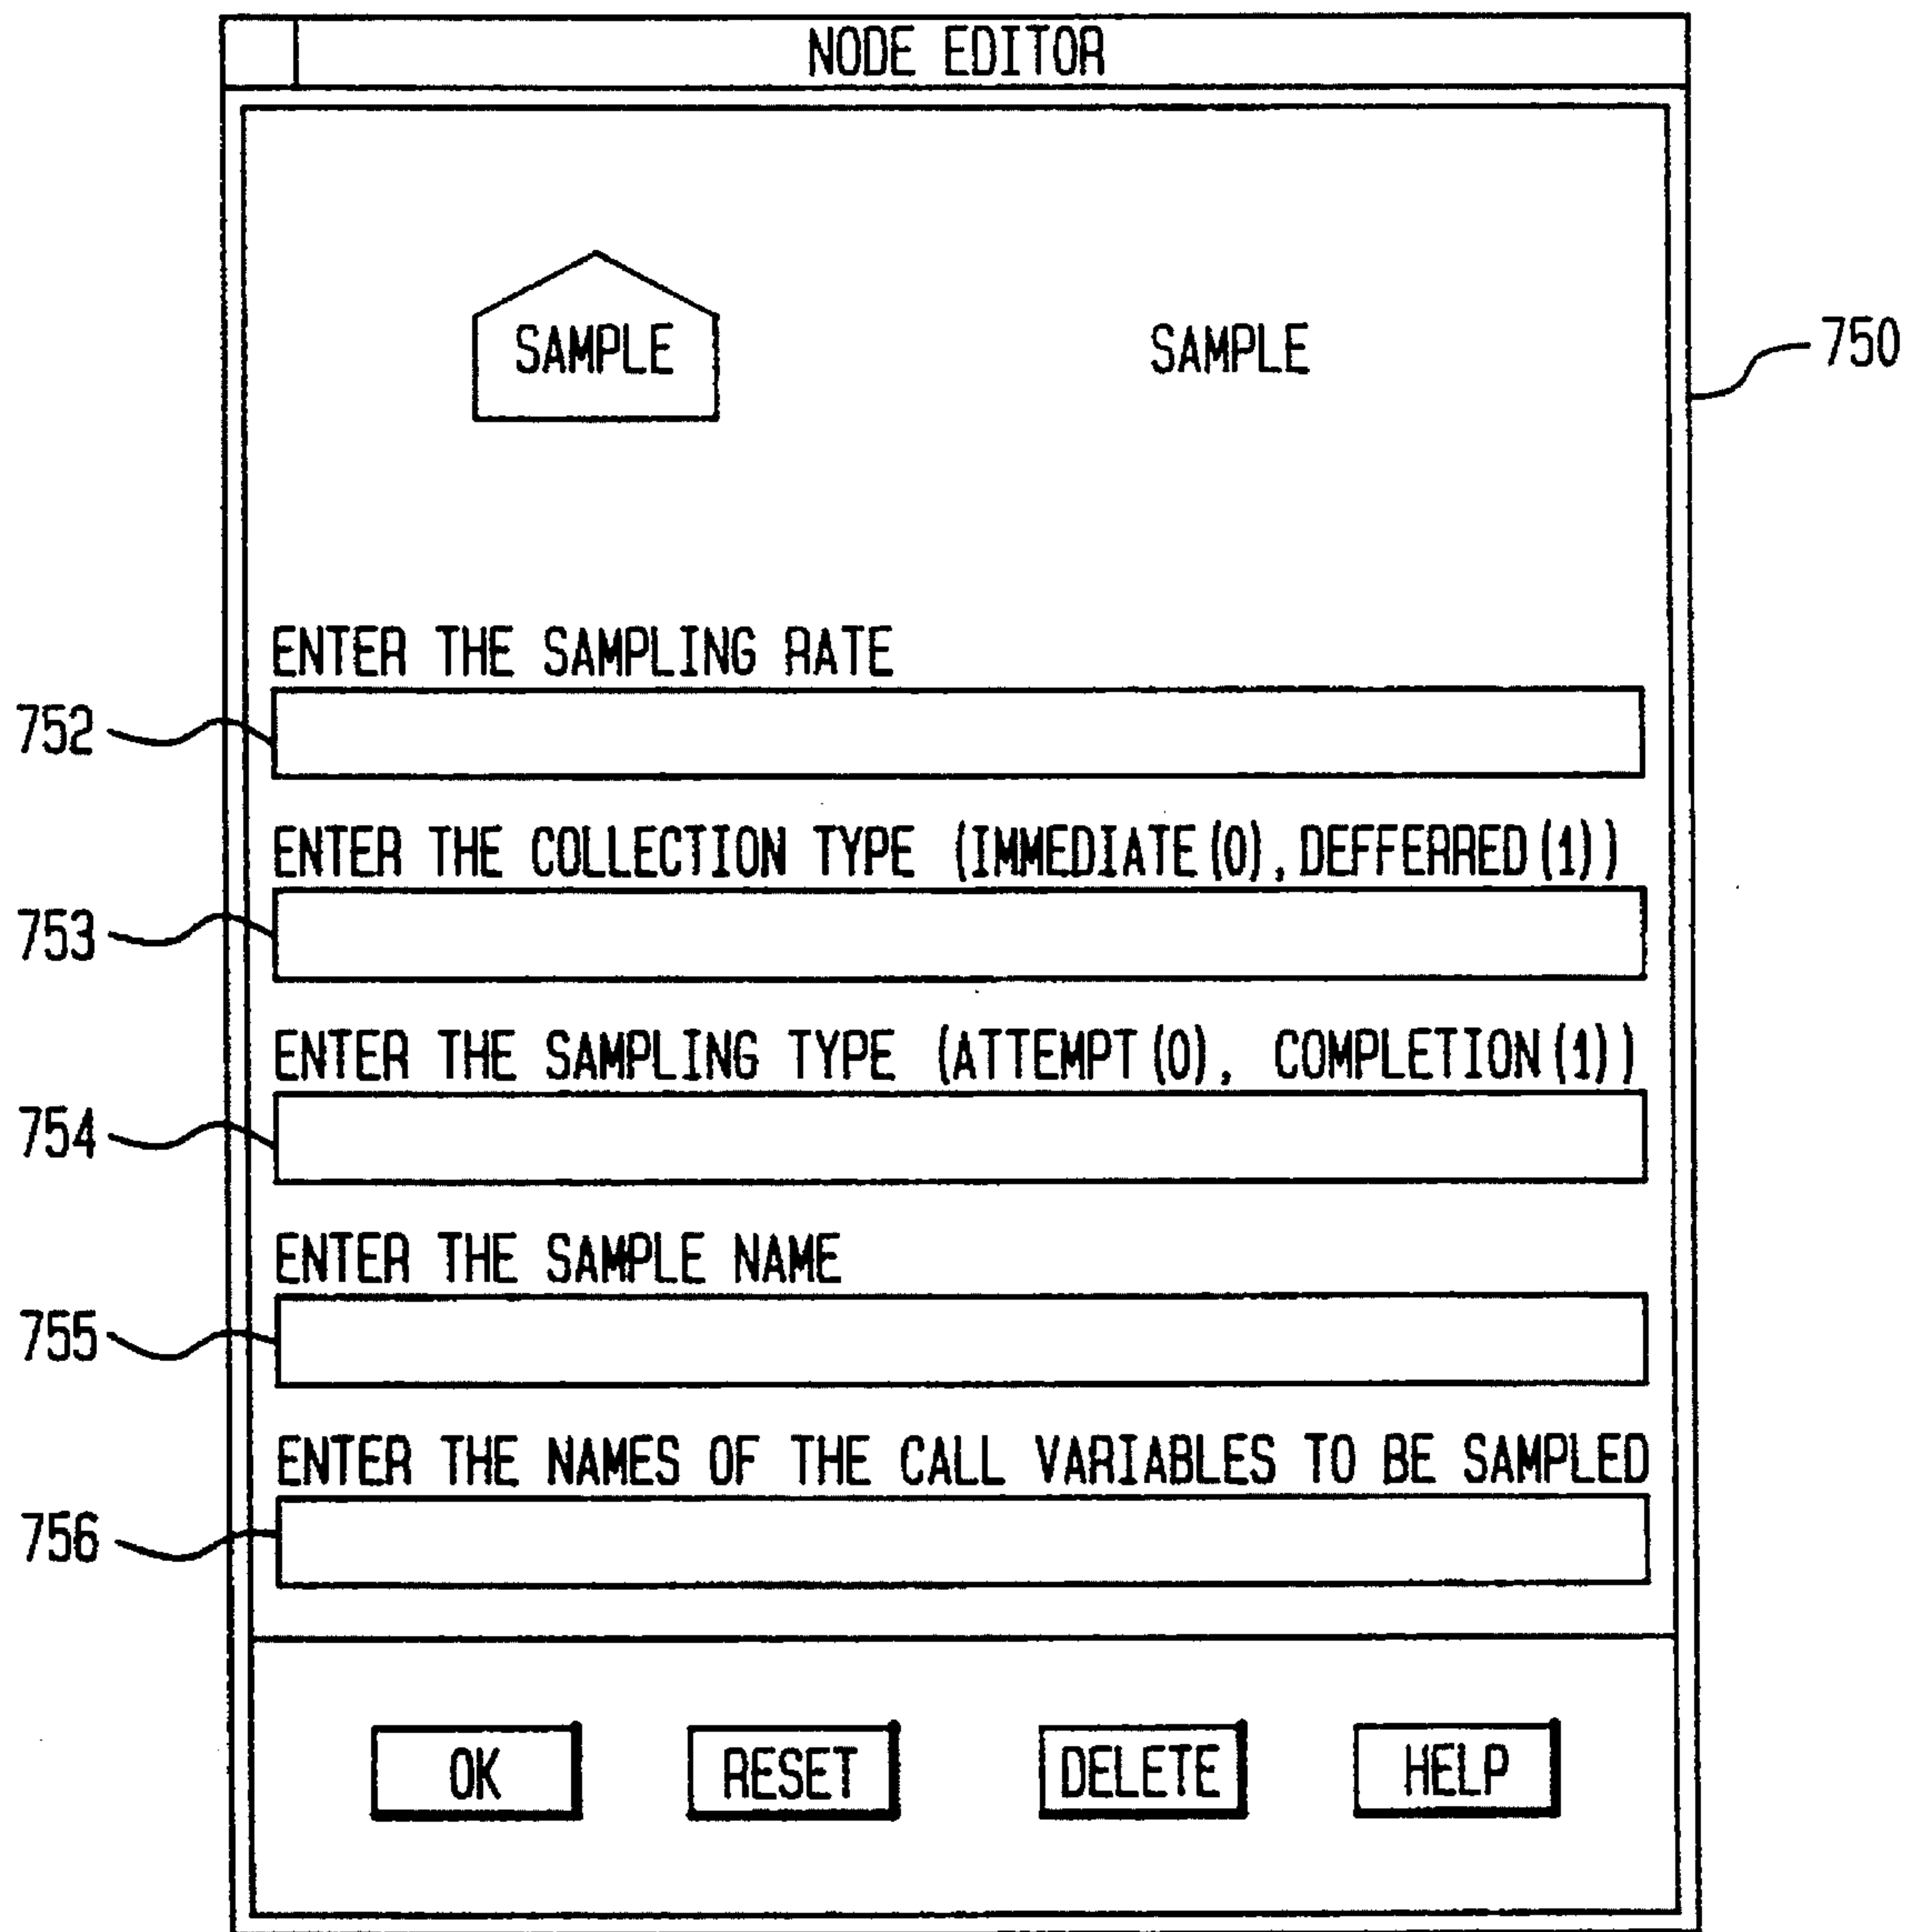 NODE EDITOR
SAMPLE SAMPLE
750
ENTER THE SAMPLING RATE
752
ENTER THE COLLECTION TYPE (IMMEDIATE(0),DEFFERRED(1))
753
ENTER THE SAMPLING TYPE (ATTEMPT(0), COMPLETION(1))
754
ENTER THE SAMPLE NAME
755
ENTER THE NAMES OF THE CALL VARIABLES TO BE SAMPLED
756
OK RESET DELETE HELP